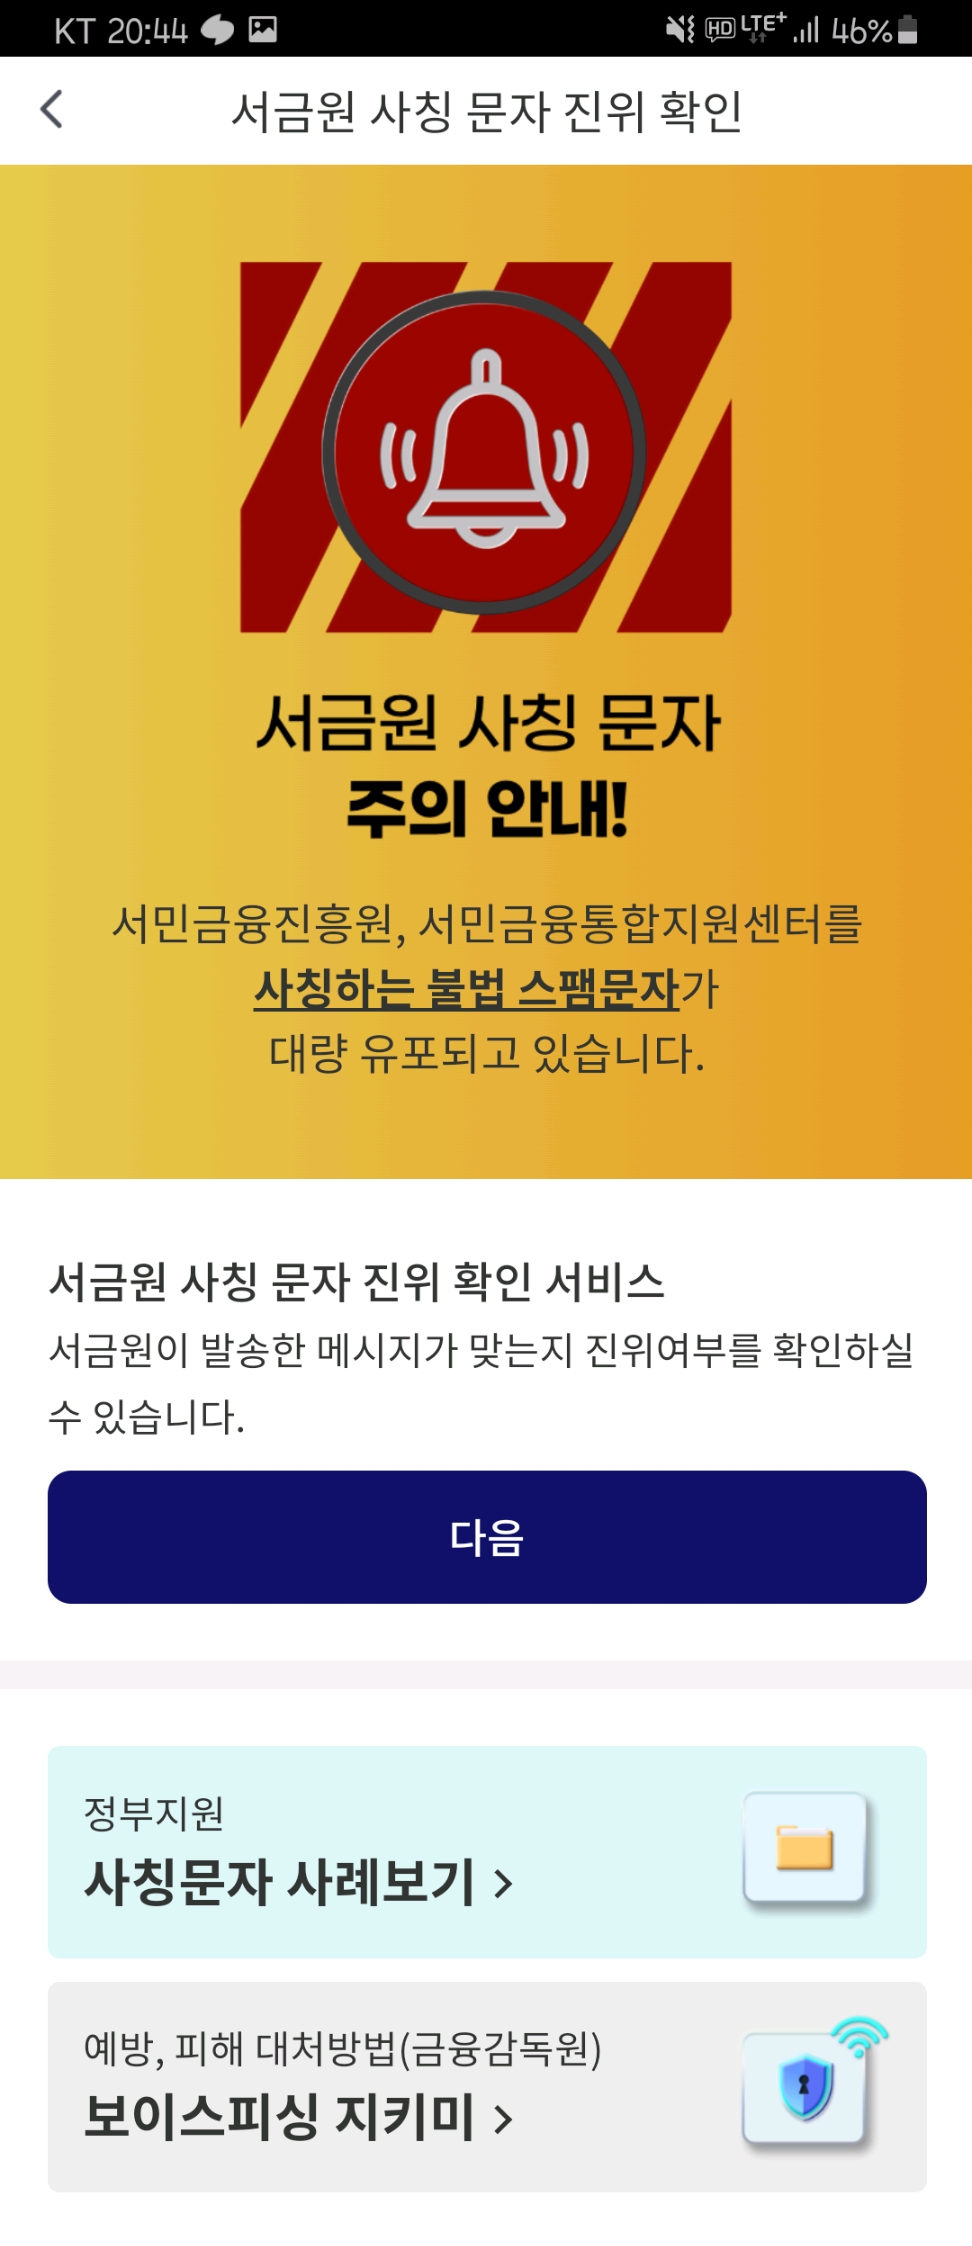 KT 20:44
HD LTE+ 46%
서금원 사칭 문자 진위 확인
서금원 사칭 문자
주의 안내!
서민금융진흥원, 서민금융통합지원센터를
사칭하는 불법 스팸문자가
대량 유포되고 있습니다.
서금원 사칭 문자 진위 확인 서비스
서금원이 발송한 메시지가 맞는지 진위여부를 확인하실
수 있습니다.
다음
정부지원
사칭문자 사례보기 >
예방, 피해 대처방법(금융감독원)
보이스피싱 지키미 >